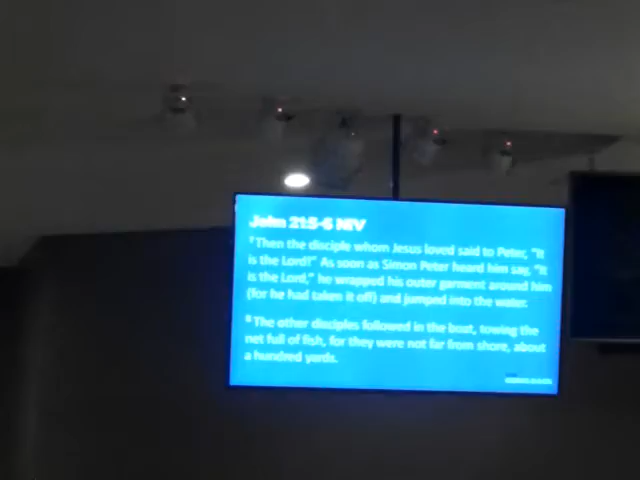 John 21:5-6 NIV
7 Then the disciple whom Jesus loved said to Peter, "It
is the Lord!" As soon as Simon Peter heard him say, "It
is the Lord," he wrapped his outer garment around him
(for he had taken it off) and jumped into the water.
8 The other disciples followed in the boat, towing the
net full of fish, for they were not far from shore, about
a hundred yards.